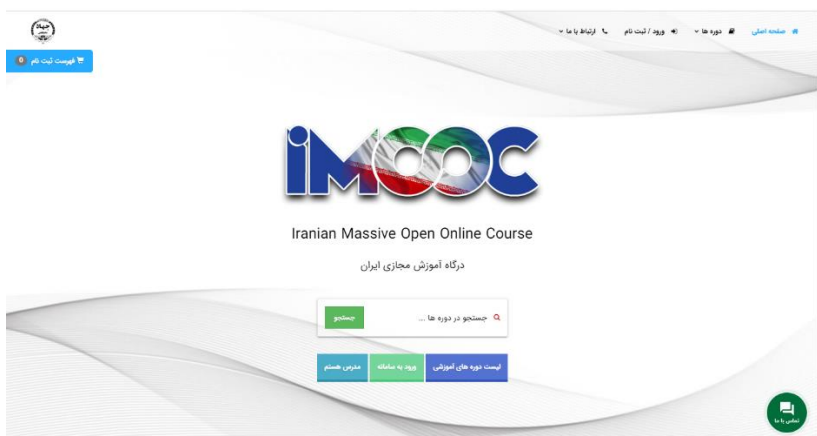 صفحه اصلی دوره ها ورود / ثبت نام ارتباط با ما
جهاد
فهرست ثبت نام 0
iMOOC
Iranian Massive Open Online Course
درگاه آموزش مجازی ایران
جستجو در دوره ها ... جستجو
لیست دوره های آموزشی ورود به سامانه مدرس هستم
تماس با ما